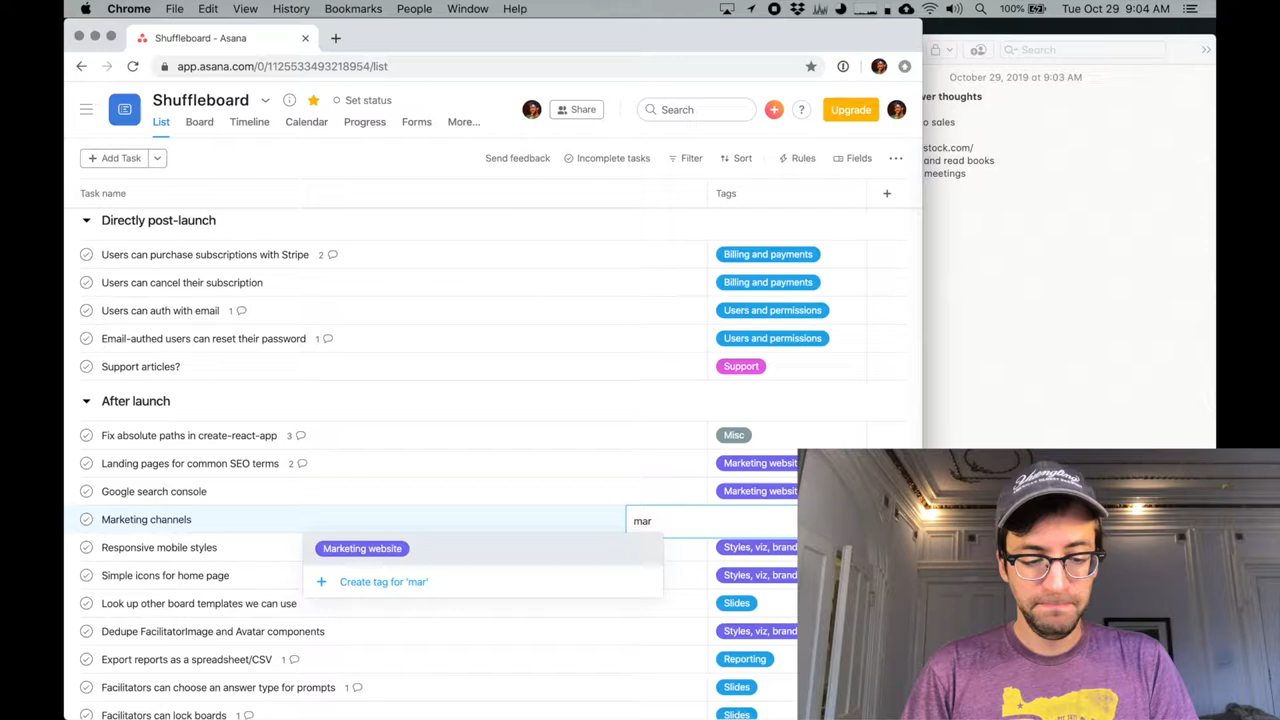 Chrome File Edit View History Bookmarks People Window Help 100% Tue Oct 29 9:04 AM
Shuffleboard - Asana
app.asana.com/0/1125533493218954/list
Search
October 29, 2019 at 9:03 AM
Shuffleboard Set status Share Search Upgrade
wer thoughts
List Board Timeline Calendar Progress Forms More...
o sales
stock.com/
and read books
meetings
+ Add Task Send feedback Incomplete tasks Filter Sort Rules Fields
Task name Tags
Directly post-launch
Users can purchase subscriptions with Stripe 2 Billing and payments
Users can cancel their subscription Billing and payments
Users can auth with email 1 Users and permissions
Email-authed users can reset their password 1 Users and permissions
Support articles? Support
After launch
Fix absolute paths in create-react-app 3 Misc
Landing pages for common SEO terms 2 Marketing websit
Google search console Marketing websit
Marketing channels mar
Marketing website
Responsive mobile styles Styles, viz, brand
Simple icons for home page Styles, viz, brand
+ Create tag for 'mar'
Look up other board templates we can use Slides
Dedupe FacilitatorImage and Avatar components Styles, viz, brand
Export reports as a spreadsheet/CSV 1 Reporting
Facilitators can choose an answer type for prompts 1 Slides
Facilitators can lock boards 1 Slides
Yuengling